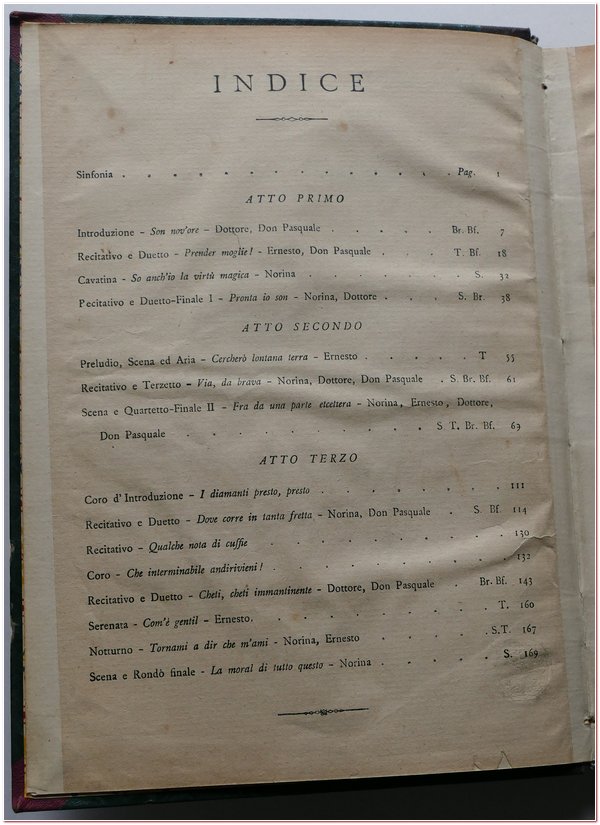 INDICE
Sinfonia . . . . . . . . . . . . . . Pag. 1
ATTO PRIMO
Introduzione - Son nov'ore - Dottore, Don Pasquale . . . . . Br. Bf. 7
Recitativo e Duetto - Prender moglie! - Ernesto, Don Pasquale . . . . T. Bf. 18
Cavatina - So anch'io la virtù magica - Norina . . . . . . . S. 32
Pecitativo e Duetto-Finale I - Pronta io son - Norina, Dottore . . . . S. Br. 38
ATTO SECONDO
Preludio, Scena ed Aria - Cercherò lontana terra - Ernesto . . . . . T 55
Recitativo e Terzetto - Via, da brava - Norina, Dottore, Don Pasquale . S. Br. Bf. 61
Scena e Quartetto-Finale II - Fra da una parte etcetera - Norina, Ernesto, Dottore,
Don Pasquale . . . . . . . . . . . S T. Br. Bf. 69
ATTO TERZO
Coro d'Introduzione - I diamanti presto, presto . . . . . . . . 111
Recitativo e Duetto - Dove corre in tanta fretta - Norina, Don Pasquale . S. Bf. 114
Recitativo - Qualche nota di cuffie . . . . . . . . . . 130
Coro - Che interminabile andirivieni! . . . . . . . . . . 132
Recitativo e Duetto - Cheti, cheti immantinente - Dottore, Don Pasquale . Br. Bf. 143
Serenata - Com'è gentil - Ernesto. . . . . . . . . T. 160
Notturno - Tornami a dir che m'ami - Norina, Ernesto . . . . . S.T. 167
Scena e Rondò finale - La moral di tutto questo - Norina . . . . . S. 169